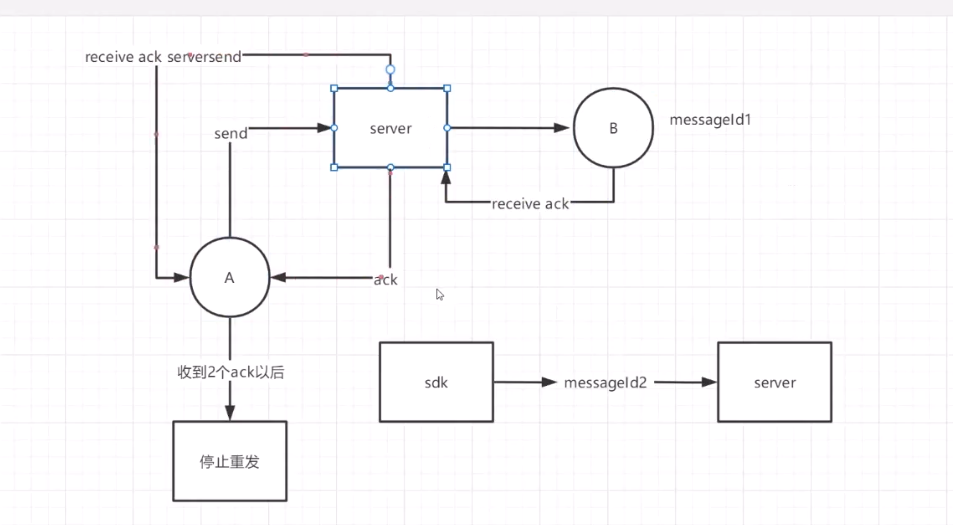 receive ack serversend
send
server
B
messageId1
receive ack
A
ack
收到2个ack以后
sdk
messageId2
server
停止重发